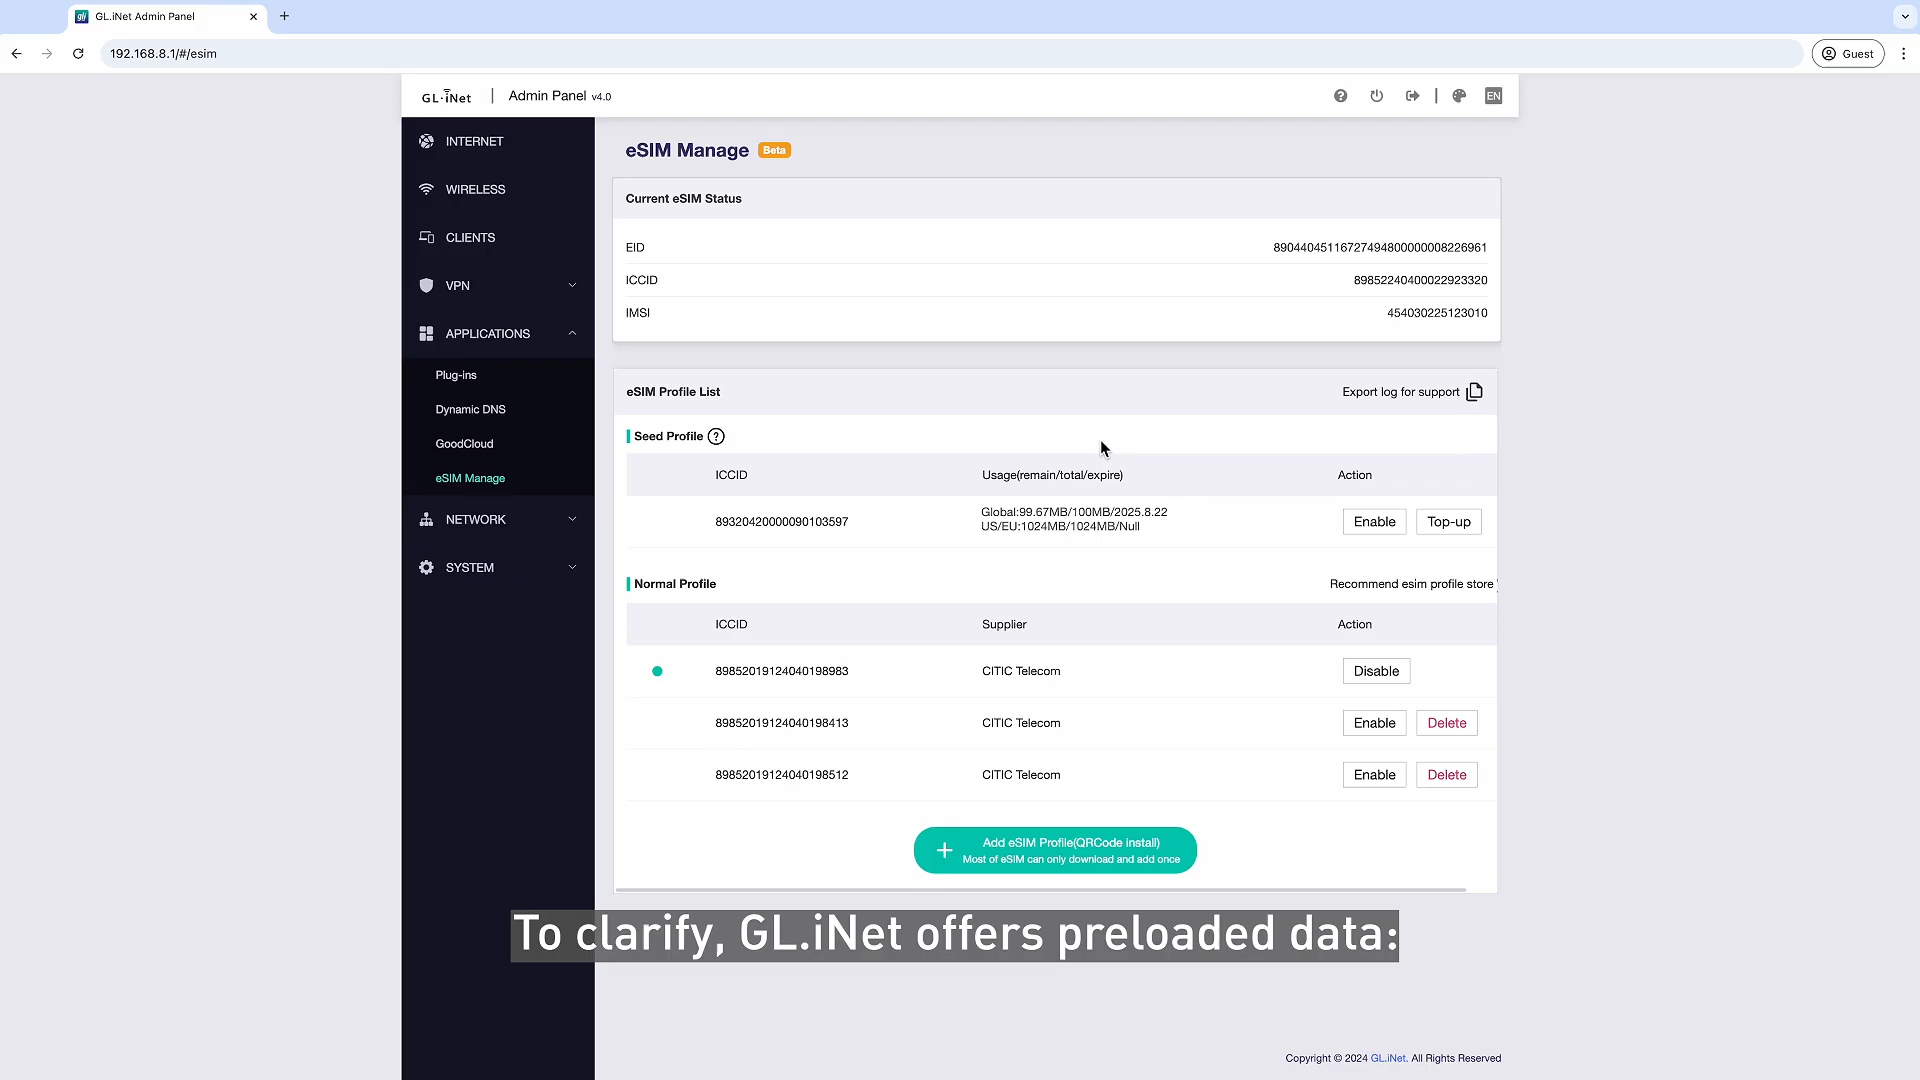 gli GL.iNet Admin Panel
192.168.8.1/#/esim
Guest
GL·iNet | Admin Panel v4.0
EN
INTERNET
WIRELESS
CLIENTS
VPN
APPLICATIONS
Plug-ins
Dynamic DNS
GoodCloud
eSIM Manage
NETWORK
SYSTEM
eSIM Manage Beta
Current eSIM Status
EID 89044045116727494800000008226961
ICCID 89852240400022923320
IMSI 454030225123010
eSIM Profile List Export log for support
Seed Profile ?
ICCID Usage(remain/total/expire) Action
89320420000090103597 Global:99.67MB/100MB/2025.8.22 Enable Top-up
US/EU:1024MB/1024MB/Null
Normal Profile Recommend esim profile store
ICCID Supplier Action
89852019124040198983 CITIC Telecom Disable
89852019124040198413 CITIC Telecom Enable Delete
89852019124040198512 CITIC Telecom Enable Delete
Add eSIM Profile(QRCode install)
Most of eSIM can only download and add once
To clarify, GL.iNet offers preloaded data:
Copyright © 2024 GL.iNet. All Rights Reserved